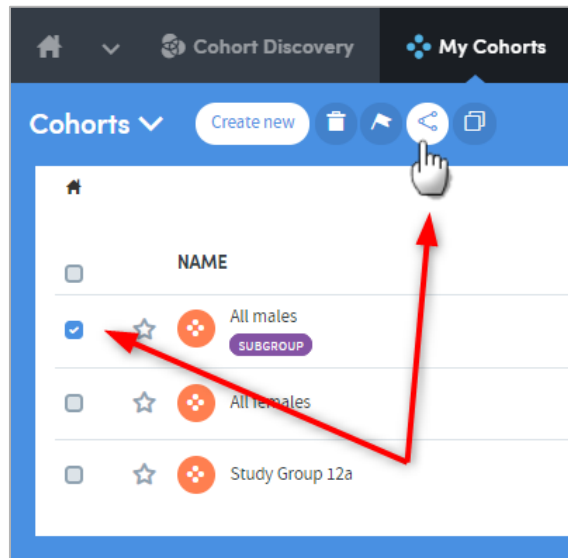 Cohort Discovery My Cohorts
Cohorts Create new
NAME
All males
SUBGROUP
All females
Study Group 12a